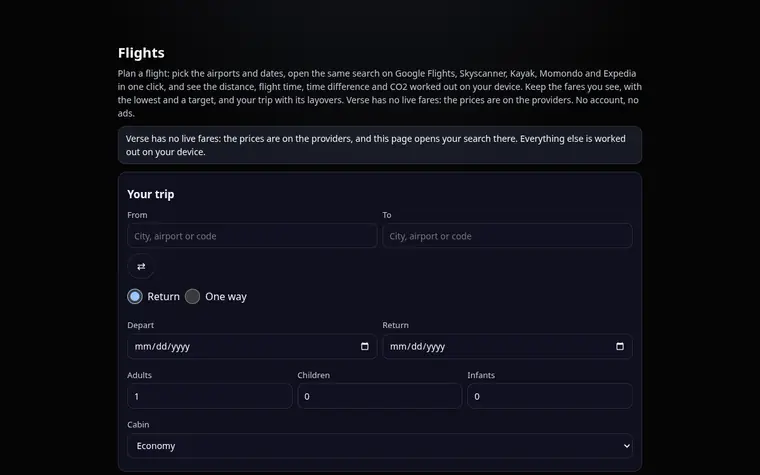 Flights
Plan a flight: pick the airports and dates, open the same search on Google Flights, Skyscanner, Kayak, Momondo and Expedia
in one click, and see the distance, flight time, time difference and CO2 worked out on your device. Keep the fares you see, with
the lowest and a target, and your trip with its layovers. Verse has no live fares: the prices are on the providers. No account, no
ads.
Verse has no live fares: the prices are on the providers, and this page opens your search there. Everything else is worked
out on your device.
Your trip
From To
City, airport or code City, airport or code
⇄
Return One way
Depart Return
mm/dd/yyyy mm/dd/yyyy
Adults Children Infants
1 0 0
Cabin
Economy